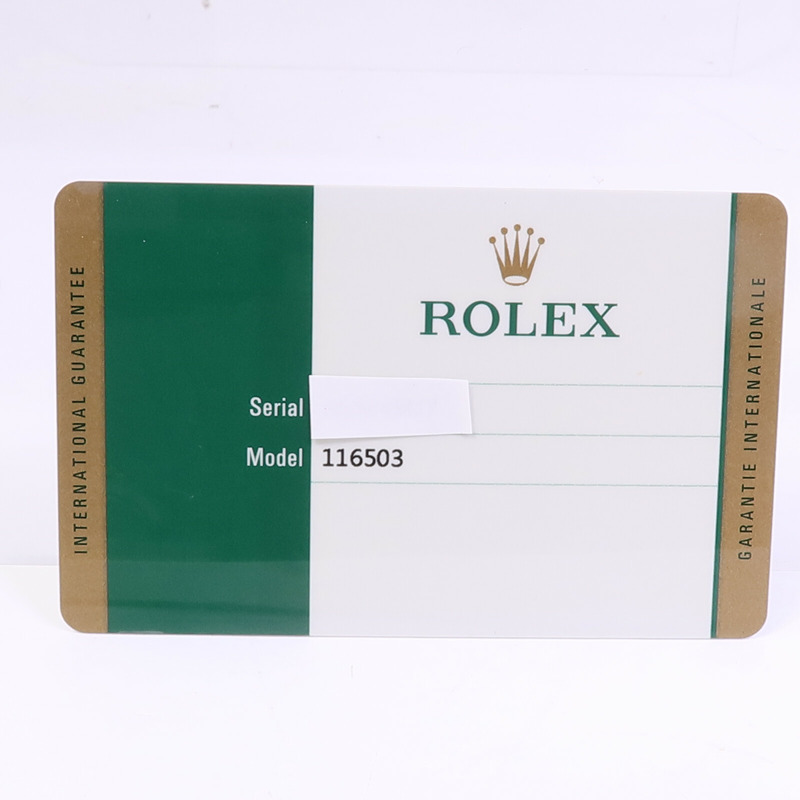 INTERNATIONAL GUARANTEE
ROLEX
Serial
Model 116503
GARANTIE INTERNATIONALE